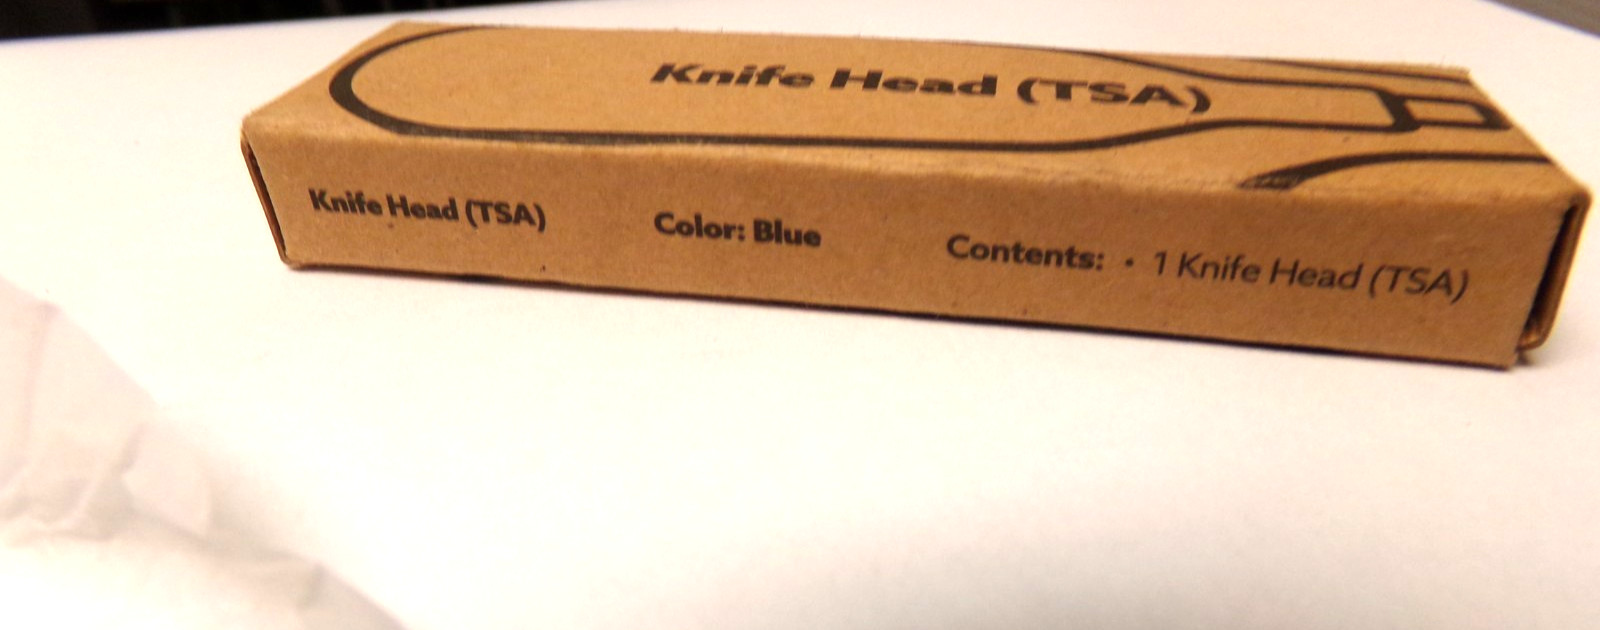 Knife Head (TSA)
Knife Head (TSA) Color: Blue Contents: • 1 Knife Head (TSA)